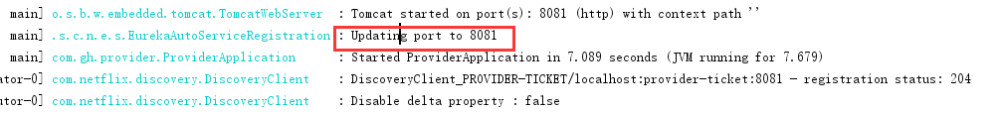 main] o.s.b.w.embedded.tomcat.TomcatWebServer : Tomcat started on port(s): 8081 (http) with context path ''
main] .s.c.n.e.s.EurekaAutoServiceRegistration : Updating port to 8081
main] com.gh.provider.ProviderApplication : Started ProviderApplication in 7.089 seconds (JVM running for 7.679)
ator-0] com.netflix.discovery.DiscoveryClient : DiscoveryClient_PROVIDER-TICKET/localhost:provider-ticket:8081 - registration status: 204
ator-0] com.netflix.discovery.DiscoveryClient : Disable delta property : false